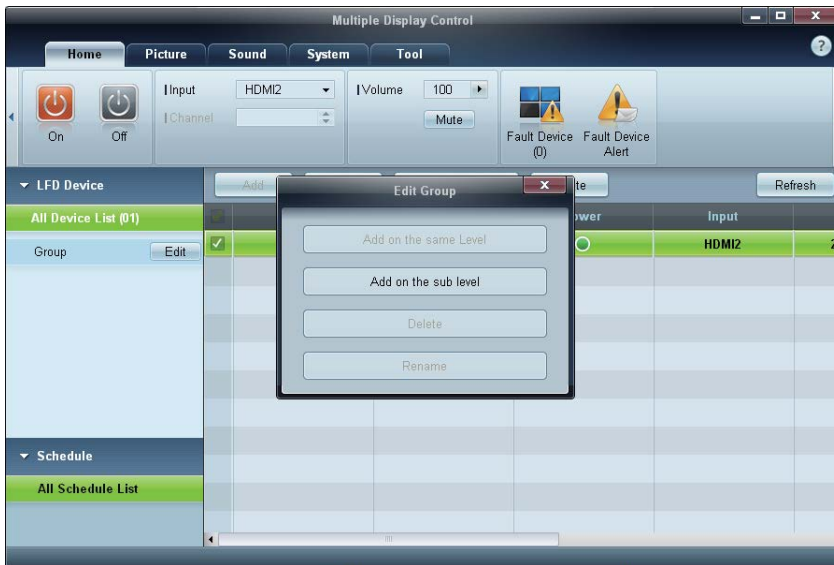 Multiple Display Control
Home Picture Sound System Tool ?
Input HDMI2 Volume 100
Channel Mute
On Off Fault Device (0) Fault Device Alert
LFD Device Add Edit Group te Refresh
All Device List (01) ower Input
Group Edit HDMI2 2
Add on the same Level
Add on the sub level
Delete
Rename
Schedule
All Schedule List